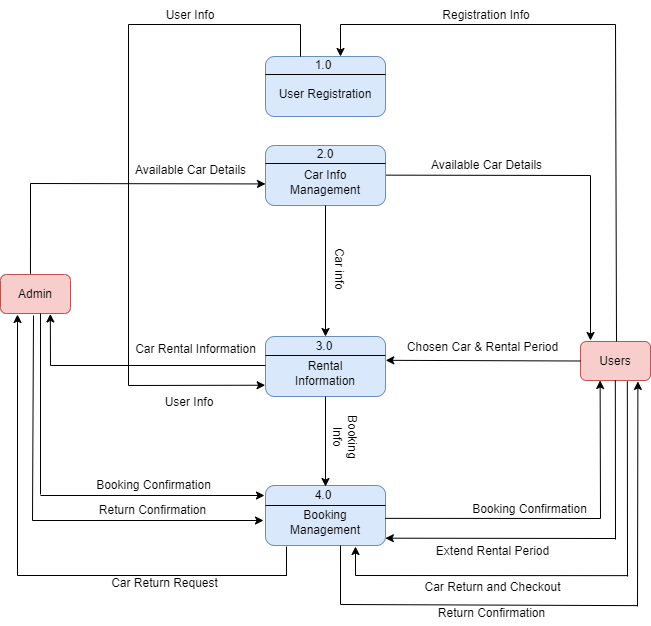 User Info
Registration Info
1.0
User Registration
2.0
Car Info
Management
Available Car Details
Available Car Details
Car info
Admin
3.0
Rental
Information
Car Rental Information
Chosen Car & Rental Period
Users
User Info
Booking
Info
4.0
Booking
Management
Booking Confirmation
Return Confirmation
Booking Confirmation
Extend Rental Period
Car Return Request
Car Return and Checkout
Return Confirmation